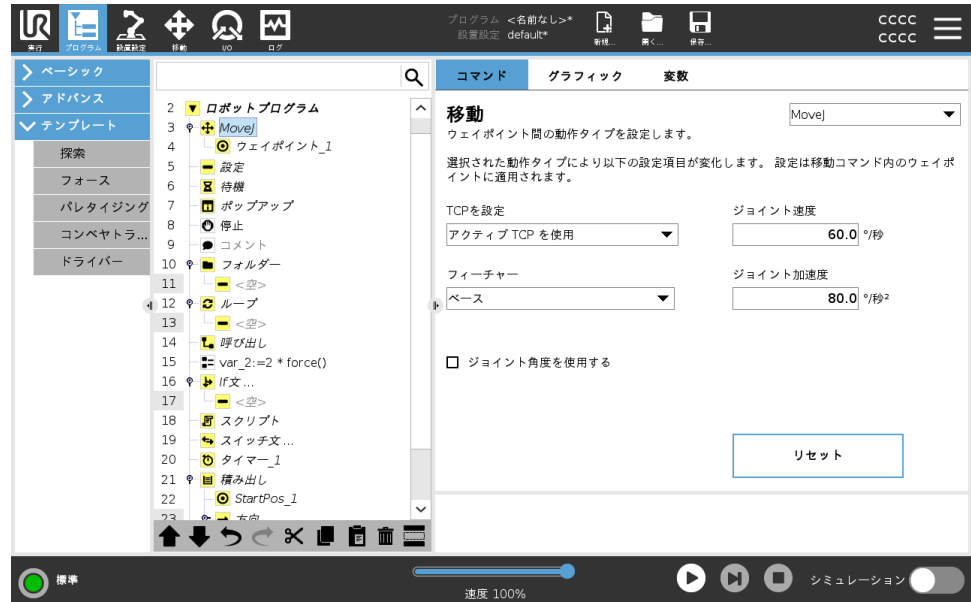 UR
実行
プログラム
設置設定
移動
I/O
ログ
プログラム <名前なし>*
設置設定 default*
新規...
開く...
保存...
CCCC
CCCC
ベーシック
アドバンス
テンプレート
探索
フォース
パレタイジング
コンベヤトラ...
ドライバー
2 ロボットプログラム
3 MoveJ
4 ウェイポイント_1
5 設定
6 待機
7 ポップアップ
8 停止
9 コメント
10 フォルダー
11 <空>
12 ループ
13 <空>
14 呼び出し
15 var_2:=2 * force()
16 If文 ...
17 <空>
18 スクリプト
19 スイッチ文 ...
20 タイマー_1
21 積み出し
22 StartPos_1
23 方向
コマンド グラフィック 変数
移動
MoveJ
ウェイポイント間の動作タイプを設定します。
選択された動作タイプにより以下の設定項目が変化します。 設定は移動コマンド内のウェイポ
イントに適用されます。
TCPを設定
アクティブ TCP を使用
ジョイント速度
60.0 °/秒
フィーチャー
ベース
ジョイント加速度
80.0 °/秒²
ジョイント角度を使用する
リセット
標準
速度 100%
シミュレーション